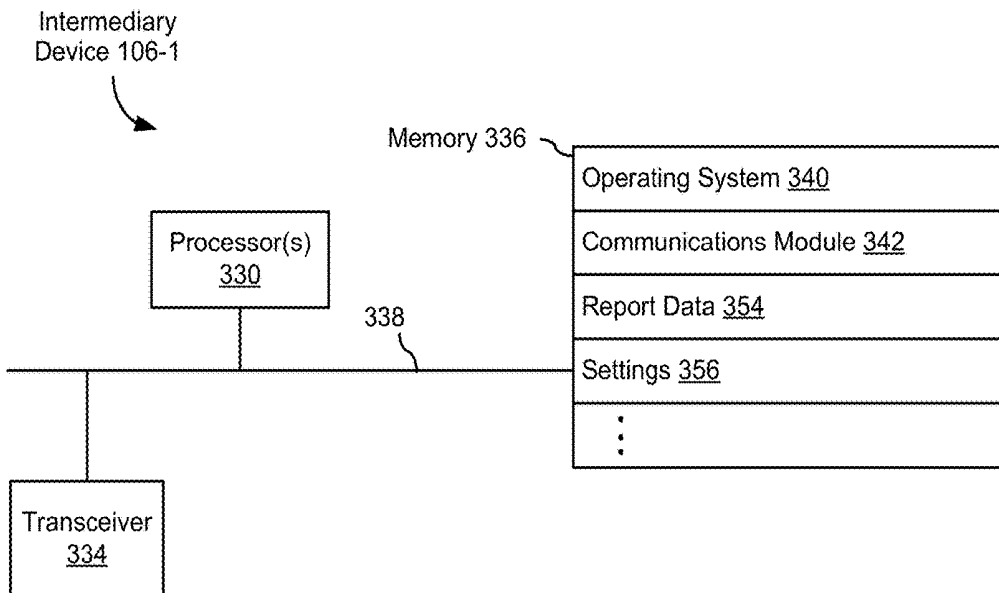 Intermediary
Device 106-1
Memory 336
Operating System 340
Communications Module 342
Report Data 354
Settings 356
Processor(s)
330
338
Transceiver
334